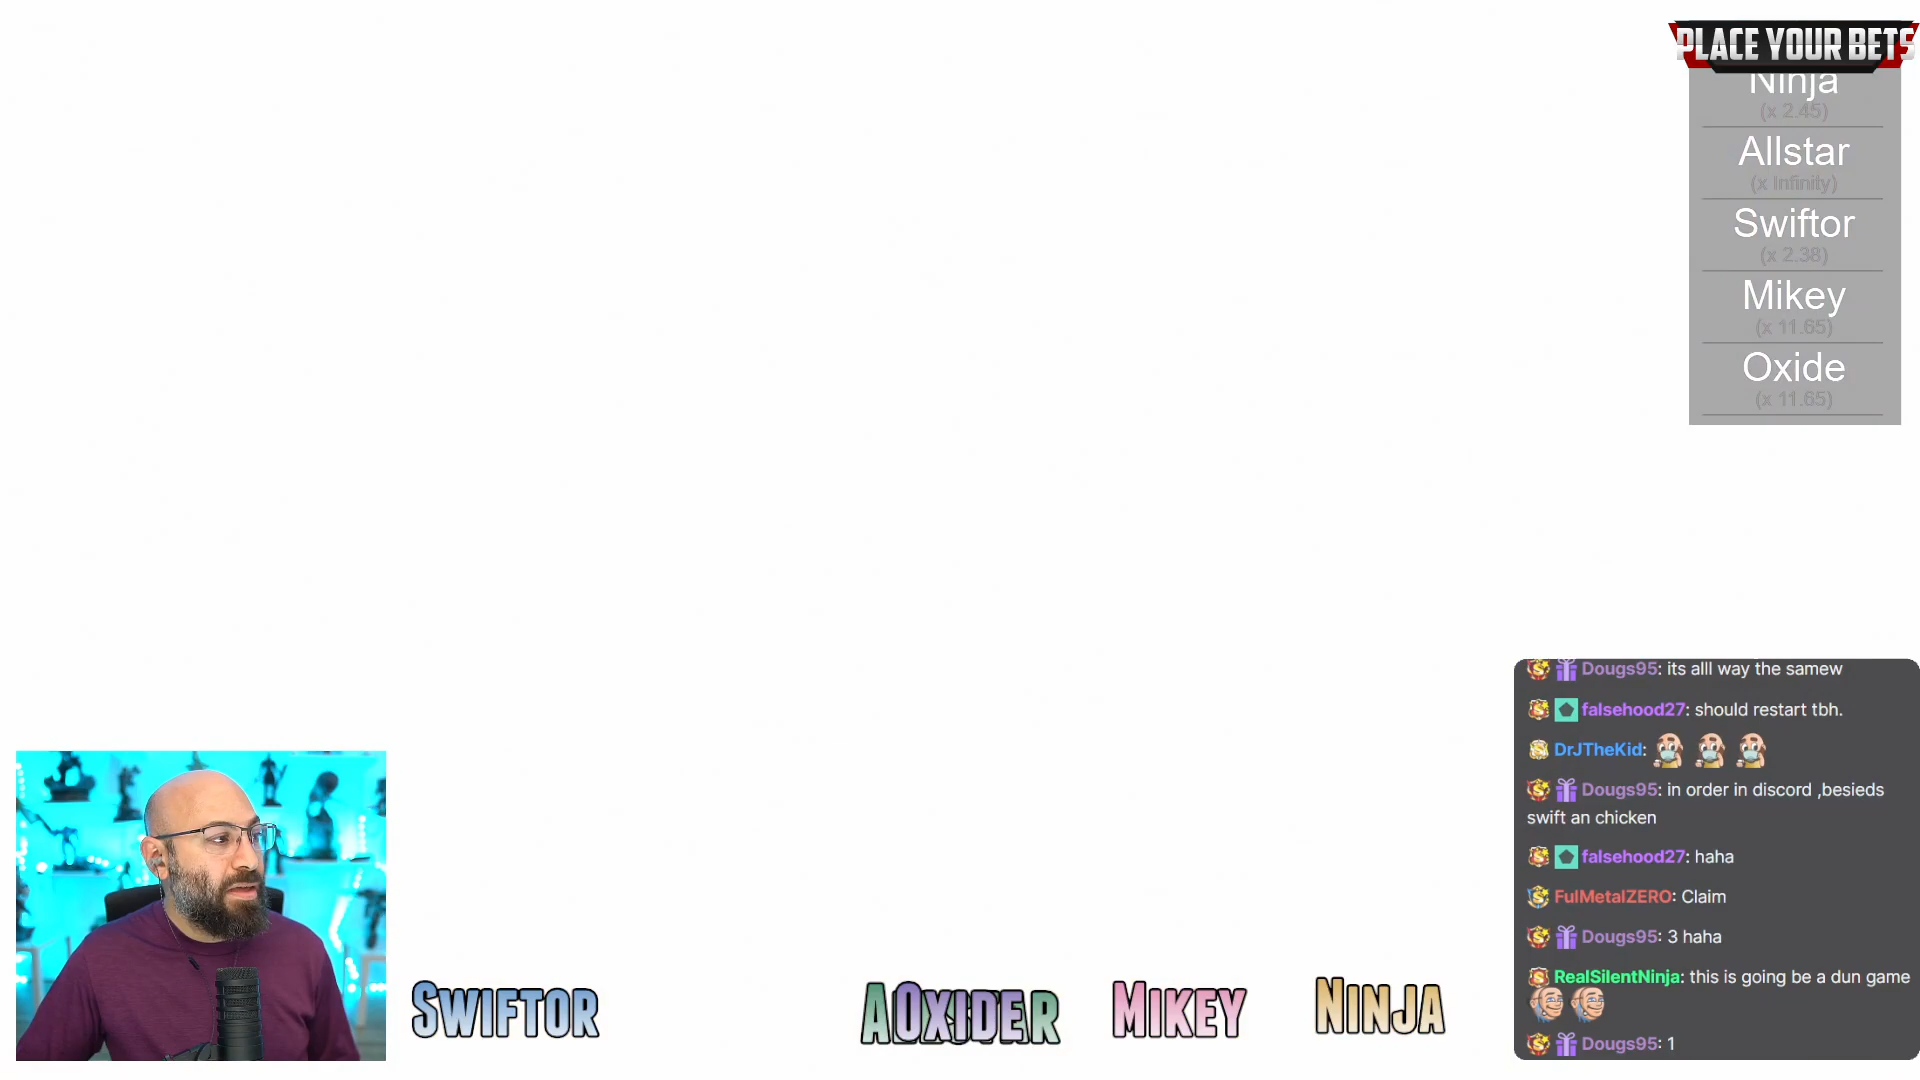 PLACE YOUR BETS
Ninja
(x 2.45)
Allstar
(x Infinity)
Swiftor
(x 2.38)
Mikey
(x 11.65)
Oxide
(x 11.65)
Dougs95: its alll way the samew
falsehood27: should restart tbh.
DrJTheKid:
Dougs95: in order in discord ,besieds
swift an chicken
falsehood27: haha
FulMetalZERO: Claim
Dougs95: 3 haha
RealSilentNinja: this is going be a dun game
Dougs95: 1
SWIFTOR
MIKEY
NINJA